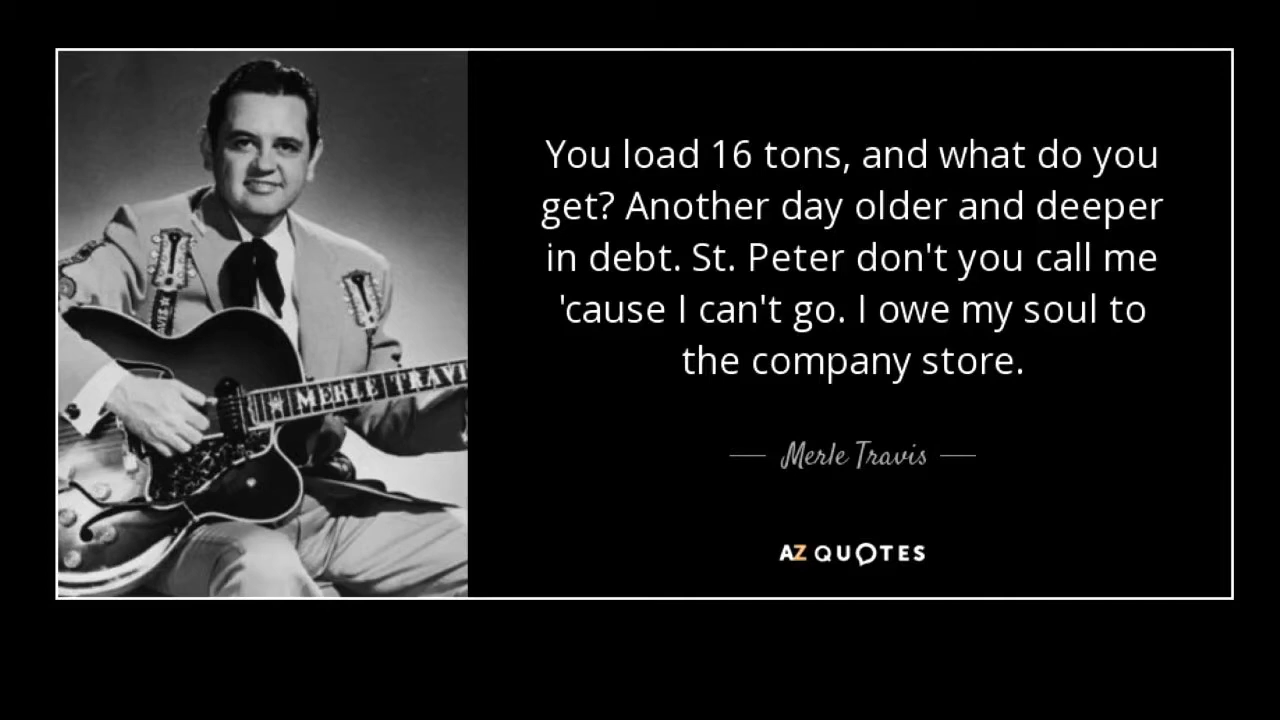 You load 16 tons, and what do you
get? Another day older and deeper
in debt. St. Peter don't you call me
'cause I can't go. I owe my soul to
the company store.
Merle Travis
AZ QUOTES
MERLE TRAVI